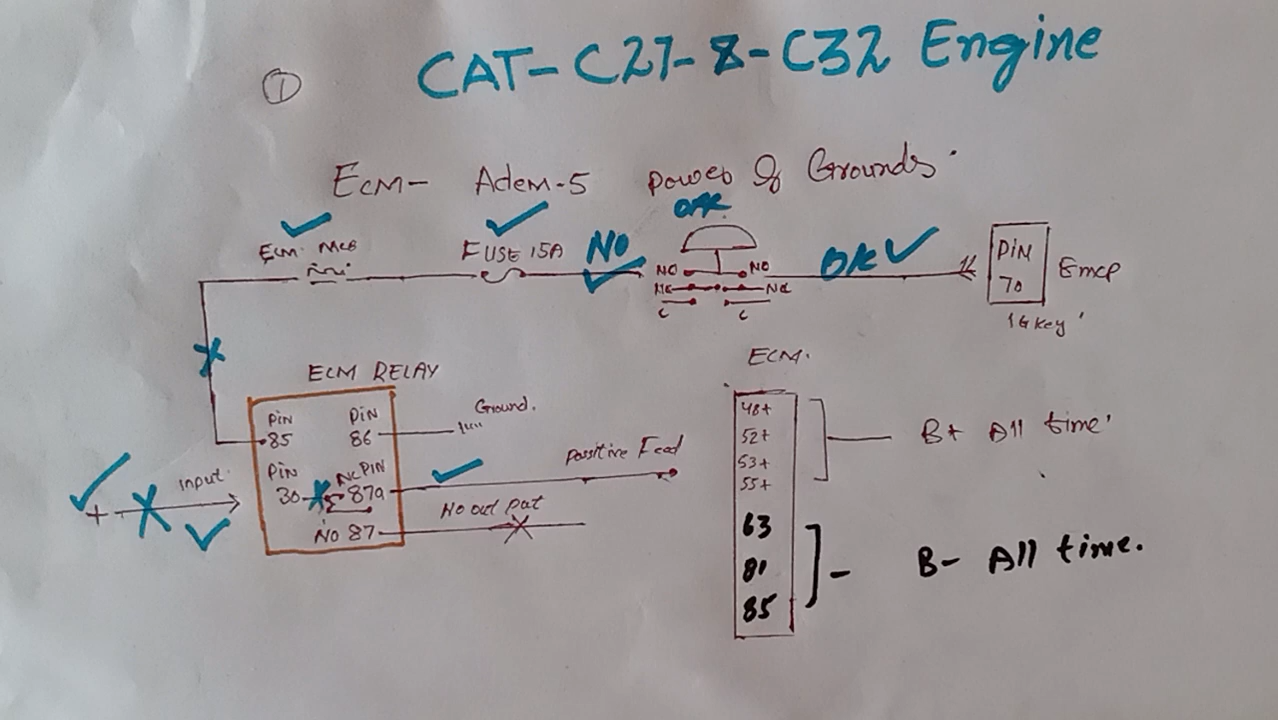 CAT-C27-&-C32 Engine
1
ECM- Adem-5 power & Grounds.
OK
ECM. MCB
FUSE 15A
NO
OK
NO NO
NC NC
C C
PIN
70
Emcp
IG key'
ECM RELAY
PIN
85
PIN
86
Ground.
PIN
30
NC PIN
87a
NO 87
+ input
possitive Feed
No out put
ECM.
48+
52+
53+
55+
B+ All time'
63
81
85
B- All time.